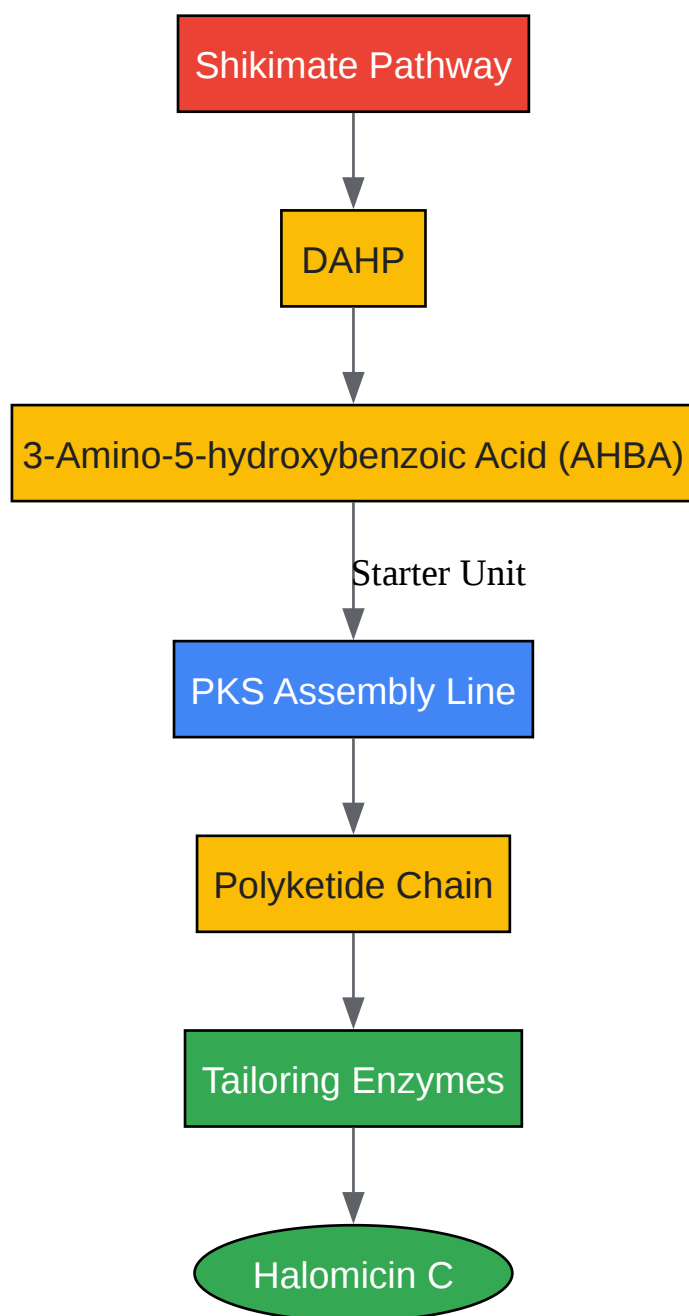 Shikimate Pathway
DAHP
3-Amino-5-hydroxybenzoic Acid (AHBA)
Starter Unit
PKS Assembly Line
Polyketide Chain
Tailoring Enzymes
Halomicin C